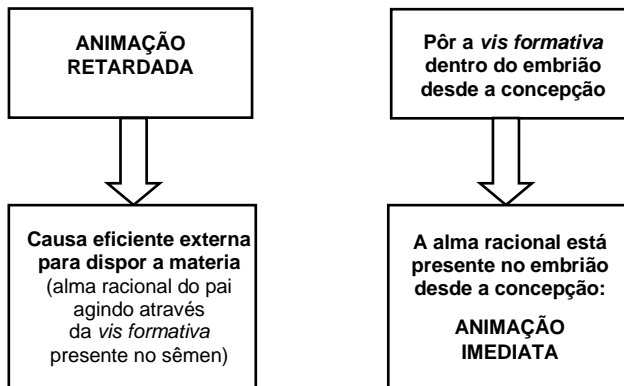 ANIMAÇÃO
RETARDADA
Causa eficiente externa
para dispor a materia
(alma racional do pai
agindo através
da vis formativa
presente no sêmen)
Pôr a vis formativa
dentro do embrião
desde a concepção
A alma racional está
presente no embrião
desde a concepção:
ANIMAÇÃO
IMEDIATA